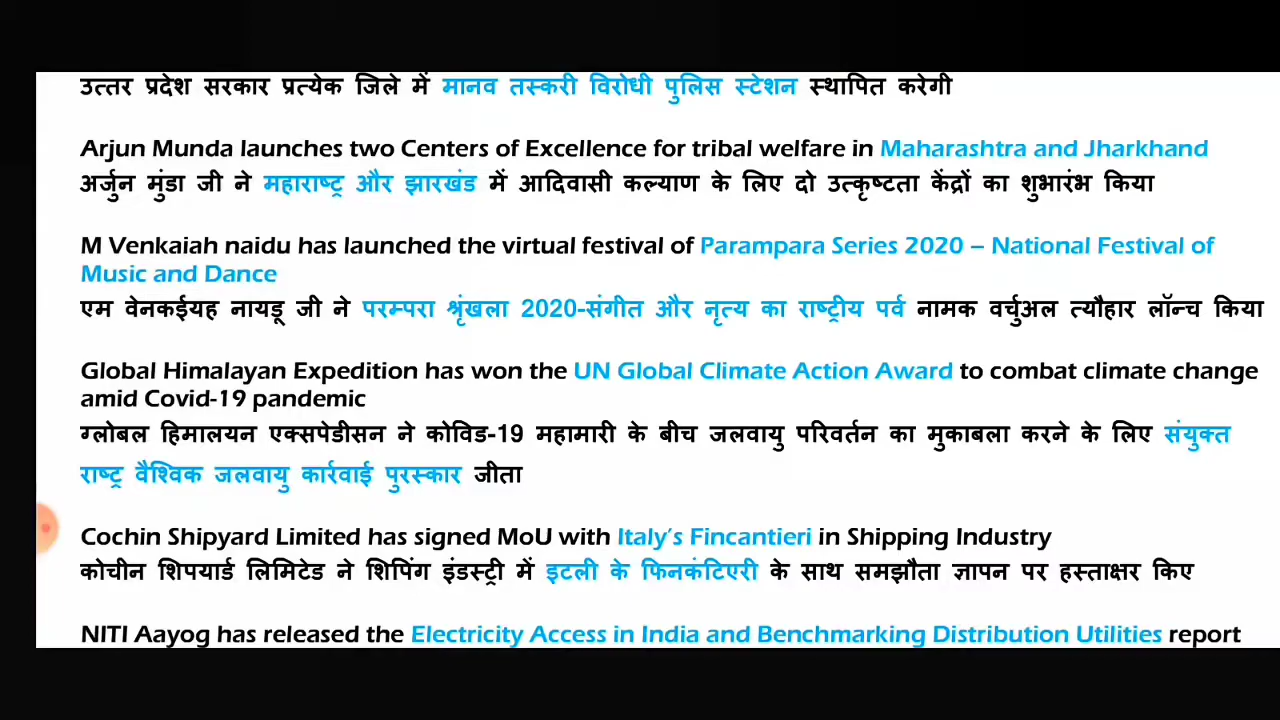 उत्तर प्रदेश सरकार प्रत्येक जिले में मानव तस्करी विरोधी पुलिस स्टेशन स्थापित करेगी
Arjun Munda launches two Centers of Excellence for tribal welfare in Maharashtra and Jharkhand
अर्जुन मुंडा जी ने महाराष्ट्र और झारखंड में आदिवासी कल्याण के लिए दो उत्कृष्टता केंद्रों का शुभारंभ किया
M Venkaiah naidu has launched the virtual festival of Parampara Series 2020 – National Festival of
Music and Dance
एम वेनकईयह नायडू जी ने परम्परा श्रृंखला 2020-संगीत और नृत्य का राष्ट्रीय पर्व नामक वर्चुअल त्यौहार लॉन्च किया
Global Himalayan Expedition has won the UN Global Climate Action Award to combat climate change
amid Covid-19 pandemic
ग्लोबल हिमालयन एक्सपेडीसन ने कोविड-19 महामारी के बीच जलवायु परिवर्तन का मुकाबला करने के लिए संयुक्त
राष्ट्र वैश्विक जलवायु कार्रवाई पुरस्कार जीता
Cochin Shipyard Limited has signed MoU with Italy's Fincantieri in Shipping Industry
कोचीन शिपयार्ड लिमिटेड ने शिपिंग इंडस्ट्री में इटली के फिनकंटिएरी के साथ समझौता ज्ञापन पर हस्ताक्षर किए
NITI Aayog has released the Electricity Access in India and Benchmarking Distribution Utilities report